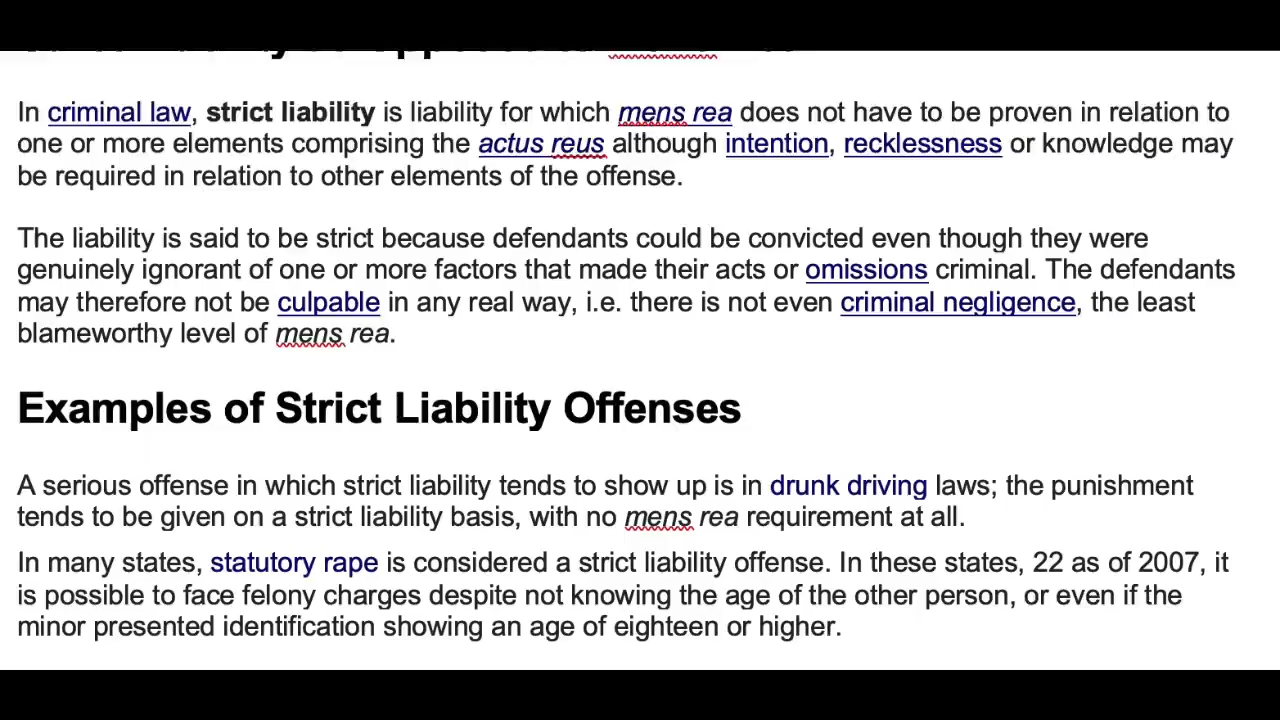 In criminal law, strict liability is liability for which mens rea does not have to be proven in relation to
one or more elements comprising the actus reus although intention, recklessness or knowledge may
be required in relation to other elements of the offense.
The liability is said to be strict because defendants could be convicted even though they were
genuinely ignorant of one or more factors that made their acts or omissions criminal. The defendants
may therefore not be culpable in any real way, i.e. there is not even criminal negligence, the least
blameworthy level of mens rea.
Examples of Strict Liability Offenses
A serious offense in which strict liability tends to show up is in drunk driving laws; the punishment
tends to be given on a strict liability basis, with no mens rea requirement at all.
In many states, statutory rape is considered a strict liability offense. In these states, 22 as of 2007, it
is possible to face felony charges despite not knowing the age of the other person, or even if the
minor presented identification showing an age of eighteen or higher.